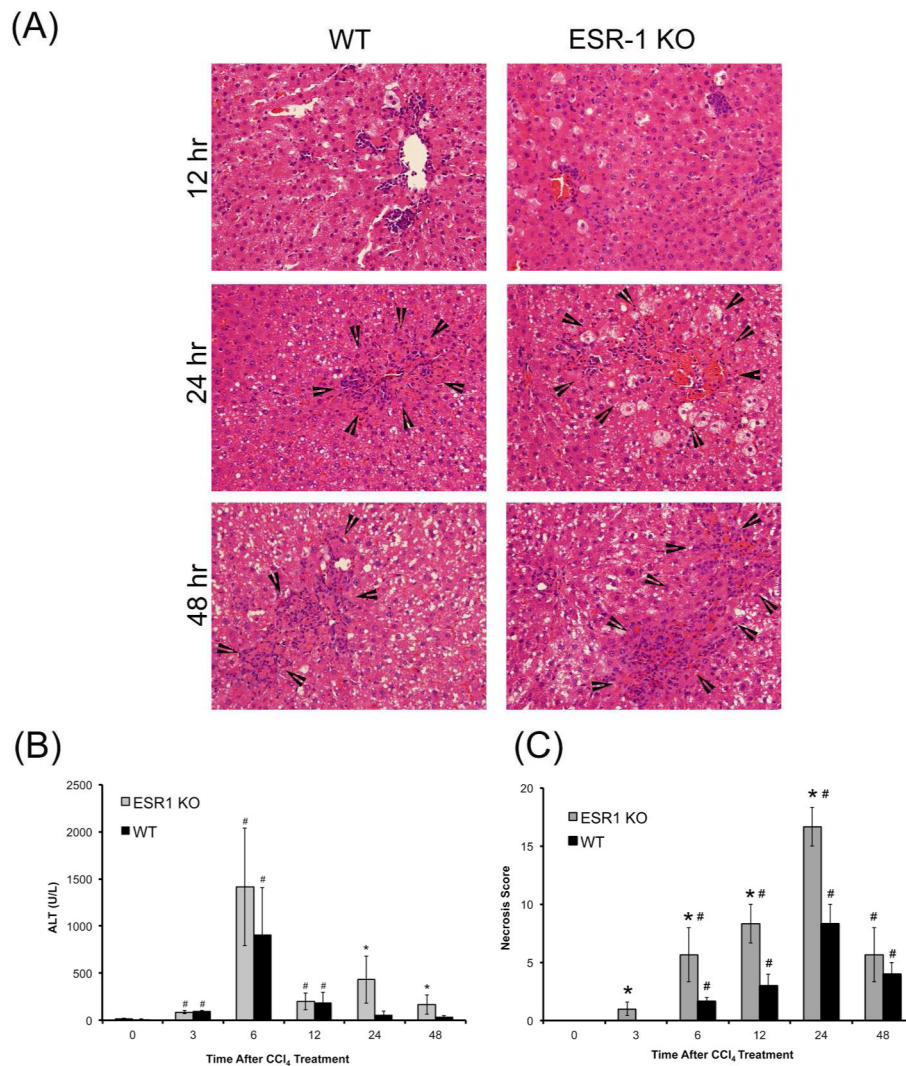 (A)
WT
ESR-1 KO
12 hr
24 hr
48 hr
(B)
2500
2000
1500
1000
500
0
ALT (U/L)
ESR1 KO
WT
# # # # # # * *
0 3 6 12 24 48
Time After CCl₄ Treatment
(C)
20
15
10
5
0
Necrosis Score
ESR1 KO
WT
* * # # * # # * # # # #
0 3 6 12 24 48
Time After CCl₄ Treatment